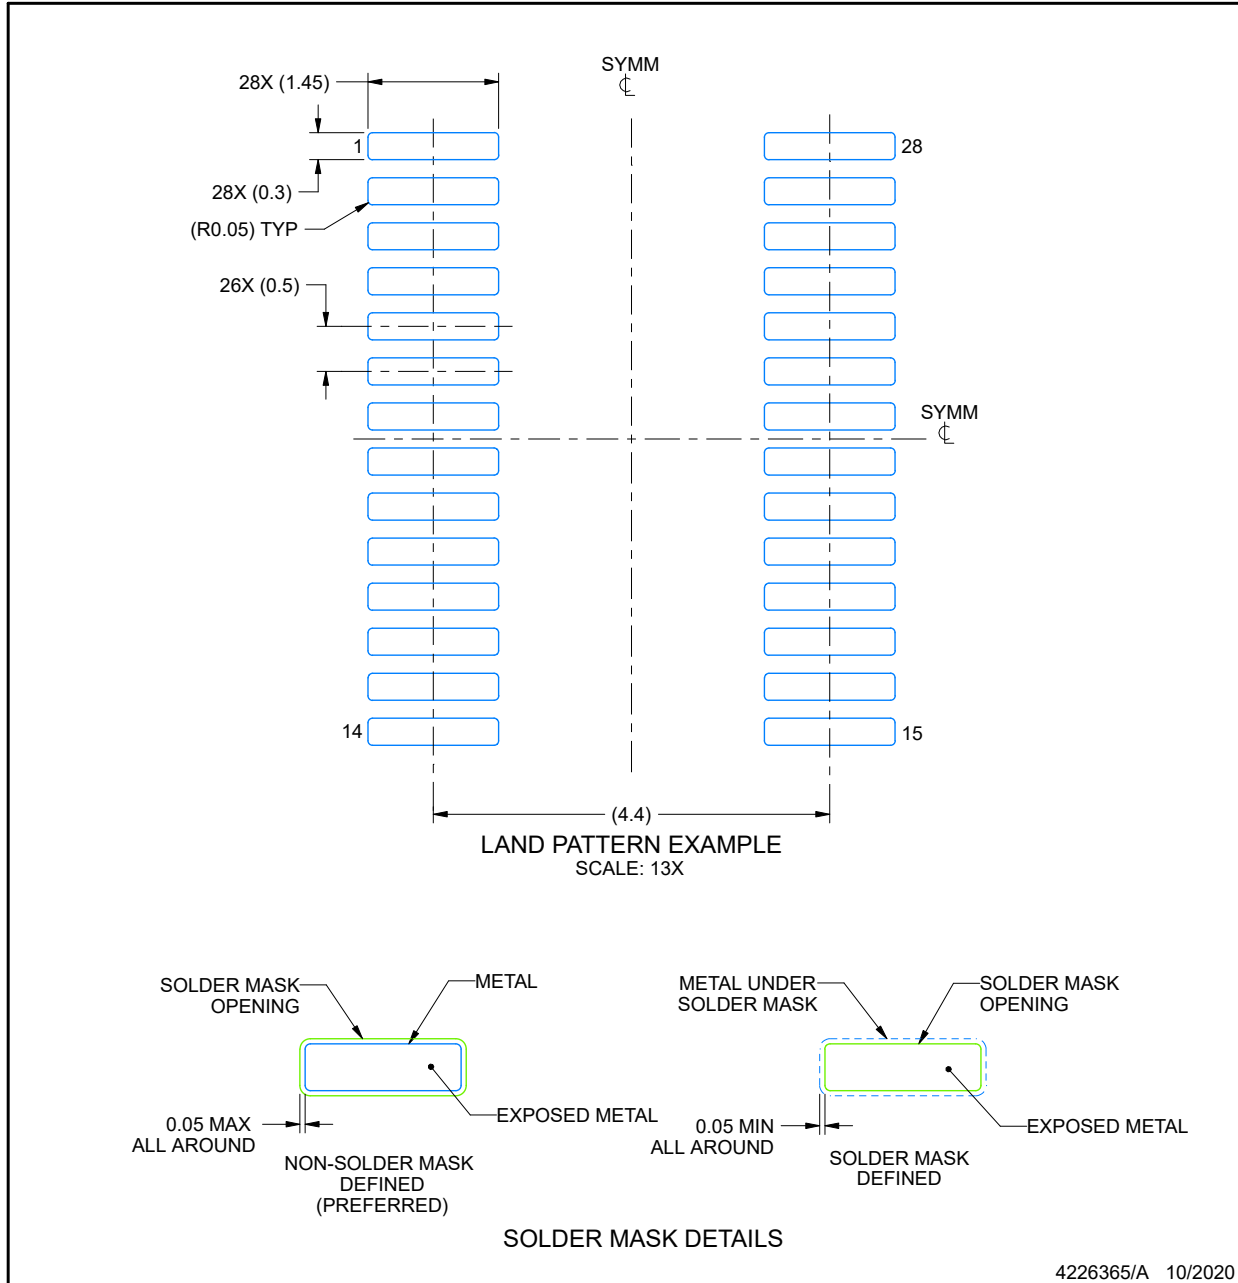 SYMM
℄
28X (1.45)
1
28
28X (0.3)
(R0.05) TYP
26X (0.5)
SYMM
℄
14
15
(4.4)
LAND PATTERN EXAMPLE
SCALE: 13X
SOLDER MASK
OPENING
METAL
EXPOSED METAL
0.05 MAX
ALL AROUND
NON-SOLDER MASK
DEFINED
(PREFERRED)
METAL UNDER
SOLDER MASK
SOLDER MASK
OPENING
EXPOSED METAL
0.05 MIN
ALL AROUND
SOLDER MASK
DEFINED
SOLDER MASK DETAILS
4226365/A 10/2020